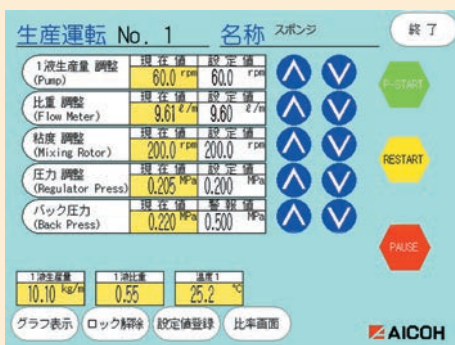 生産運転 No. 1 名称 スポンジ 終了
1液生産量 調整 (Pump) 現在値 60.0 rpm 設定値 60.0 rpm
比重 調整 (Flow Meter) 現在値 9.61 ℓ/m 設定値 9.60 ℓ/m
粘度 調整 (Mixing Rotor) 現在値 200.0 rpm 設定値 200.0 rpm
圧力 調整 (Regulator Press) 現在値 0.205 MPa 設定値 0.200 MPa
バック圧力 (Back Press) 現在値 0.220 MPa 警報値 0.500 MPa
P-START
RESTART
PAUSE
1液生産量 1液比重 温度1
10.10 kg/m 0.55 25.2 ℃
グラフ表示 ロック解除 設定値登録 比率画面
AICOH